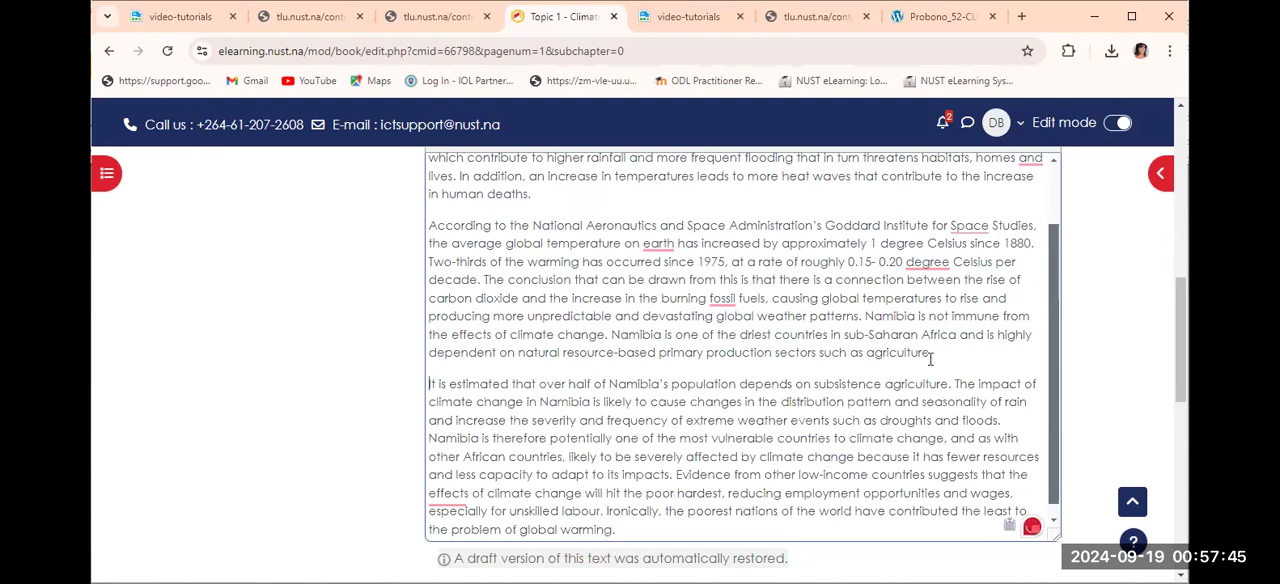 video-tutorials
tlu.nust.na/cont
tlu.nust.na/cont
Topic 1 - Clima
video-tutorials
tlu.nust.na/cont
Probono_52-CL
elearning.nust.na/mod/book/edit.php?cmid=66798&pagenum=1&subchapter=0
https://support.goo...
Gmail
YouTube
Maps
Log In - IOL Partner...
https://zm-vle-uu.u...
ODL Practitioner Re...
NUST eLearning: Lo...
NUST eLearning Sys...
Call us : +264-61-207-2608
E-mail : ictsupport@nust.na
2
DB
Edit mode
which contribute to higher rainfall and more frequent flooding that in turn threatens habitats, homes and
lives. In addition, an increase in temperatures leads to more heat waves that contribute to the increase
in human deaths.
According to the National Aeronautics and Space Administration's Goddard Institute for Space Studies,
the average global temperature on earth has increased by approximately 1 degree Celsius since 1880.
Two-thirds of the warming has occurred since 1975, at a rate of roughly 0.15- 0.20 degree Celsius per
decade. The conclusion that can be drawn from this is that there is a connection between the rise of
carbon dioxide and the increase in the burning fossil fuels, causing global temperatures to rise and
producing more unpredictable and devastating global weather patterns. Namibia is not immune from
the effects of climate change. Namibia is one of the driest countries in sub-Saharan Africa and is highly
dependent on natural resource-based primary production sectors such as agriculture.
It is estimated that over half of Namibia's population depends on subsistence agriculture. The impact of
climate change in Namibia is likely to cause changes in the distribution pattern and seasonality of rain
and increase the severity and frequency of extreme weather events such as droughts and floods.
Namibia is therefore potentially one of the most vulnerable countries to climate change, and as with
other African countries, likely to be severely affected by climate change because it has fewer resources
and less capacity to adapt to its impacts. Evidence from other low-income countries suggests that the
effects of climate change will hit the poor hardest, reducing employment opportunities and wages,
especially for unskilled labour. Ironically, the poorest nations of the world have contributed the least to
the problem of global warming.
A draft version of this text was automatically restored.
?
2024-09-19 00:57:45